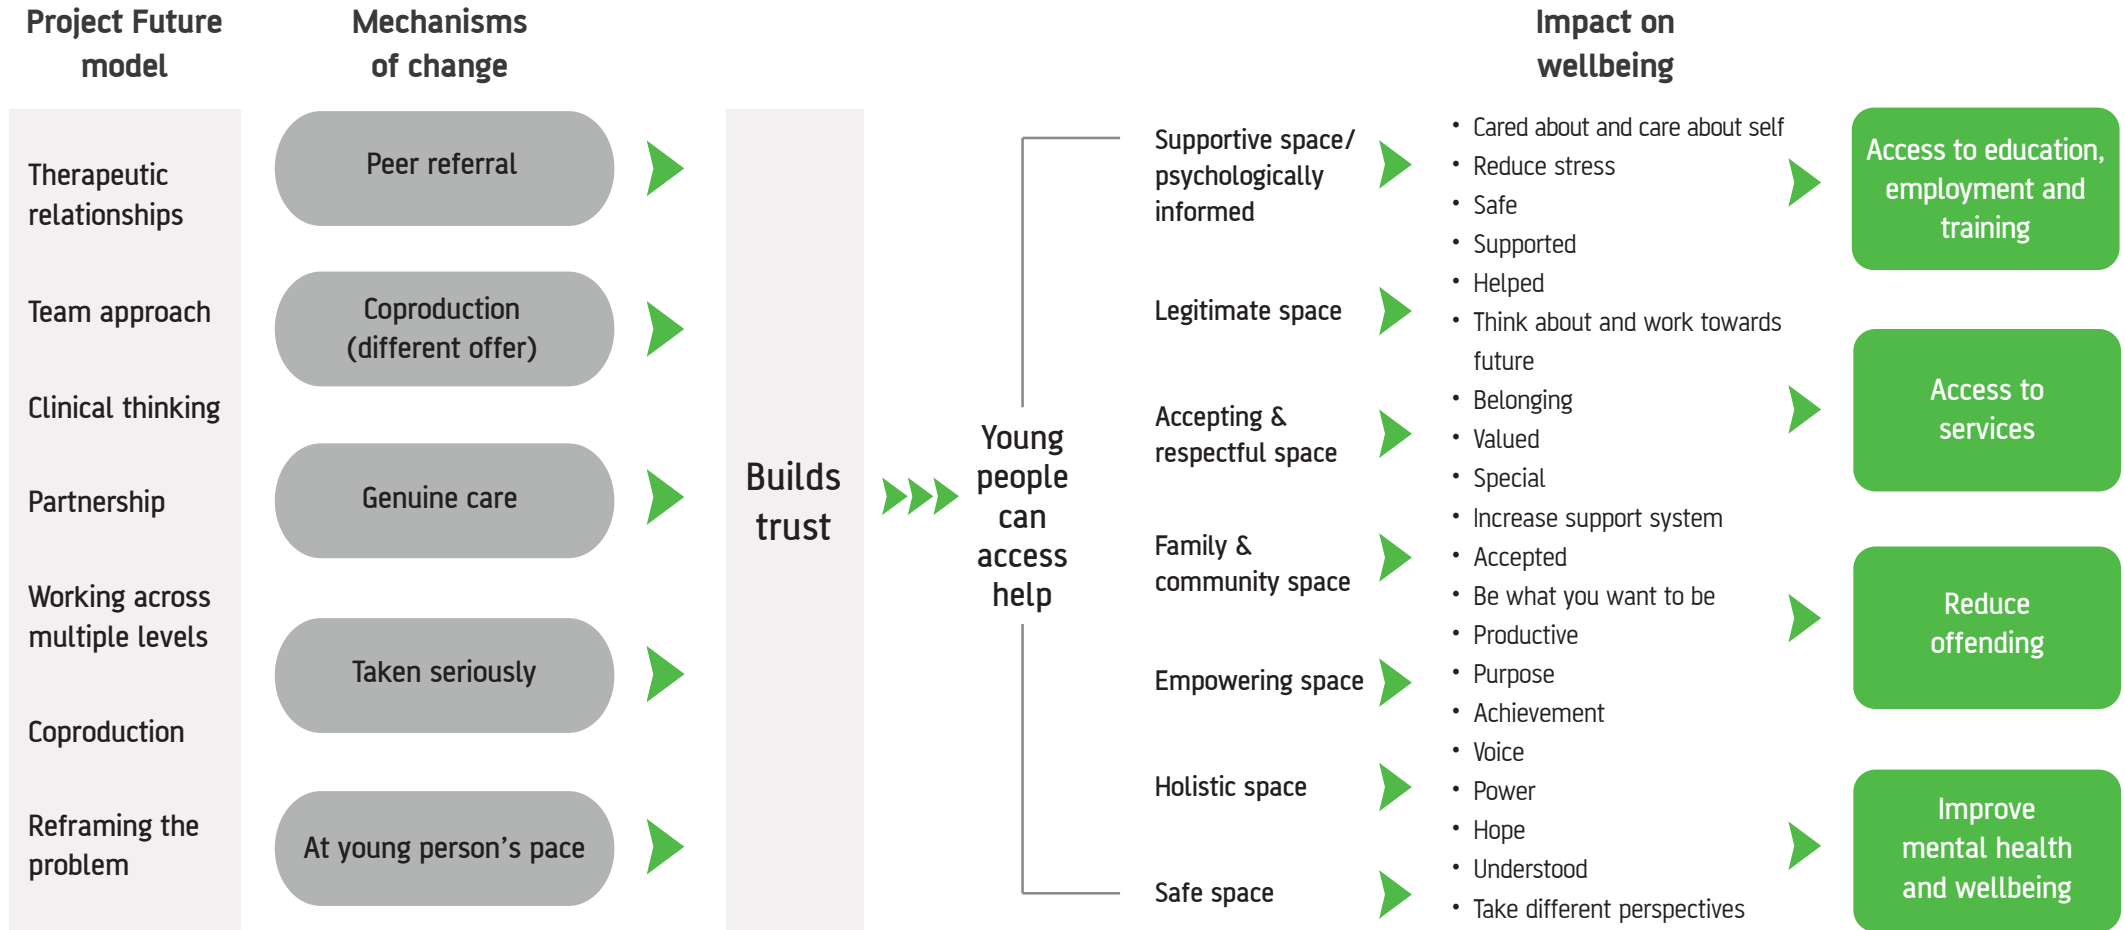 Project Future
model
Mechanisms
of change
Impact on
wellbeing
Therapeutic
relationships
Team approach
Clinical thinking
Partnership
Working across
multiple levels
Coproduction
Reframing the
problem
Peer referral
Coproduction
(different offer)
Genuine care
Taken seriously
At young person’s pace
Builds
trust
Young
people
can
access
help
Supportive space/
psychologically
informed
Legitimate space
Accepting &
respectful space
Family &
community space
Empowering space
Holistic space
Safe space
• Cared about and care about self
• Reduce stress
• Safe
• Supported
• Helped
• Think about and work towards
future
• Belonging
• Valued
• Special
• Increase support system
• Accepted
• Be what you want to be
• Productive
• Purpose
• Achievement
• Voice
• Power
• Hope
• Understood
• Take different perspectives
Access to education,
employment and
training
Access to
services
Reduce
offending
Improve
mental health
and wellbeing